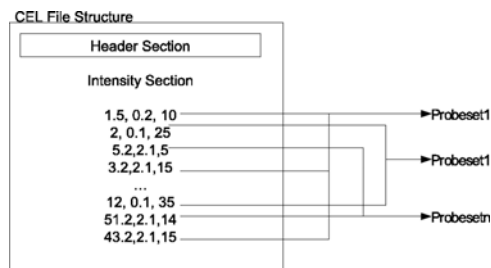 CEL File Structure
Header Section
Intensity Section
1.5, 0.2, 10
Probeset1
2, 0.1, 25
5.2,2.1,5
3.2,2.1,15
Probeset1
...
12, 0.1, 35
51.2,2.1,14
Probesetn
43.2,2.1,15